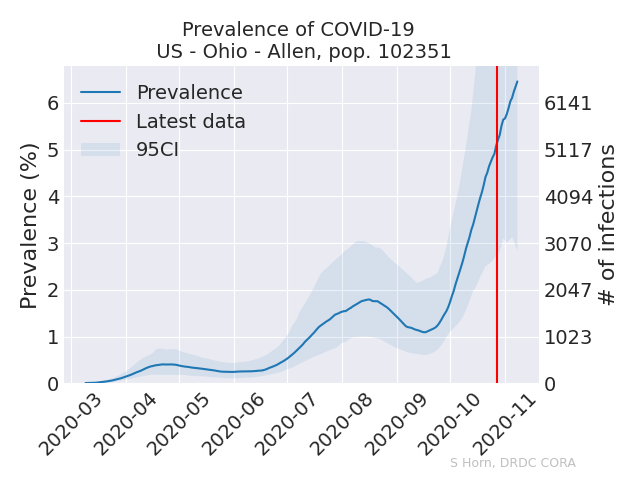 Prevalence of COVID-19
US - Ohio - Allen, pop. 102351
Prevalence
Latest data
95CI
Prevalence (%)
6
5
4
3
2
1
0
6141
5117
4094
3070
2047
1023
0
# of infections
2020-03
2020-04
2020-05
2020-06
2020-07
2020-08
2020-09
2020-10
2020-11
S Horn, DRDC CORA